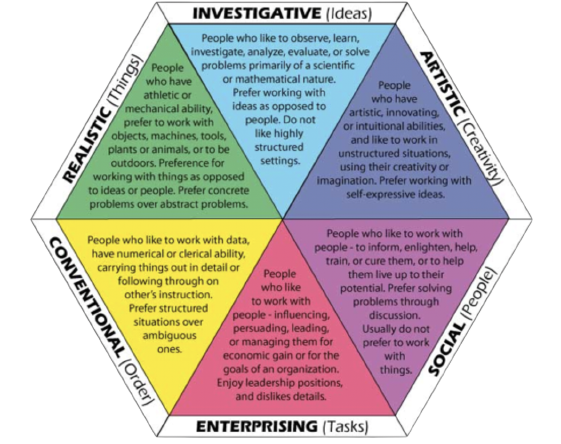 INVESTIGATIVE (Ideas)
People who like to observe, learn,
investigate, analyze, evaluate, or solve
problems primarily of a scientific
or mathematical nature.
Prefer working with
ideas as opposed to
people. Do not
like highly
structured
settings.
ARTISTIC (Creativity)
People
who have
artistic, innovating,
or intuitional abilities,
and like to work in
unstructured situations,
using their creativity or
imagination. Prefer working with
self-expressive ideas.
SOCIAL (People)
People who like to work with
people - to inform, enlighten, help,
train, or cure them, or to help
them live up to their
potential. Prefer solving
problems through
discussion.
Usually do not
prefer to work
with
things.
ENTERPRISING (Tasks)
People
who like
to work with
people - influencing,
persuading, leading,
or managing them for
economic gain or for the
goals of an organization.
Enjoy leadership positions,
and dislikes details.
CONVENTIONAL (Order)
People who like to work with data,
have numerical or clerical ability,
carrying things out in detail or
following through on
other's instruction.
Prefer structured
situations over
ambiguous
ones.
REALISTIC (Things)
People
who have
athletic or
mechanical ability,
prefer to work with
objects, machines, tools,
plants or animals, or to be
outdoors. Preference for
working with things as opposed
to ideas or people. Prefer concrete
problems over abstract problems.